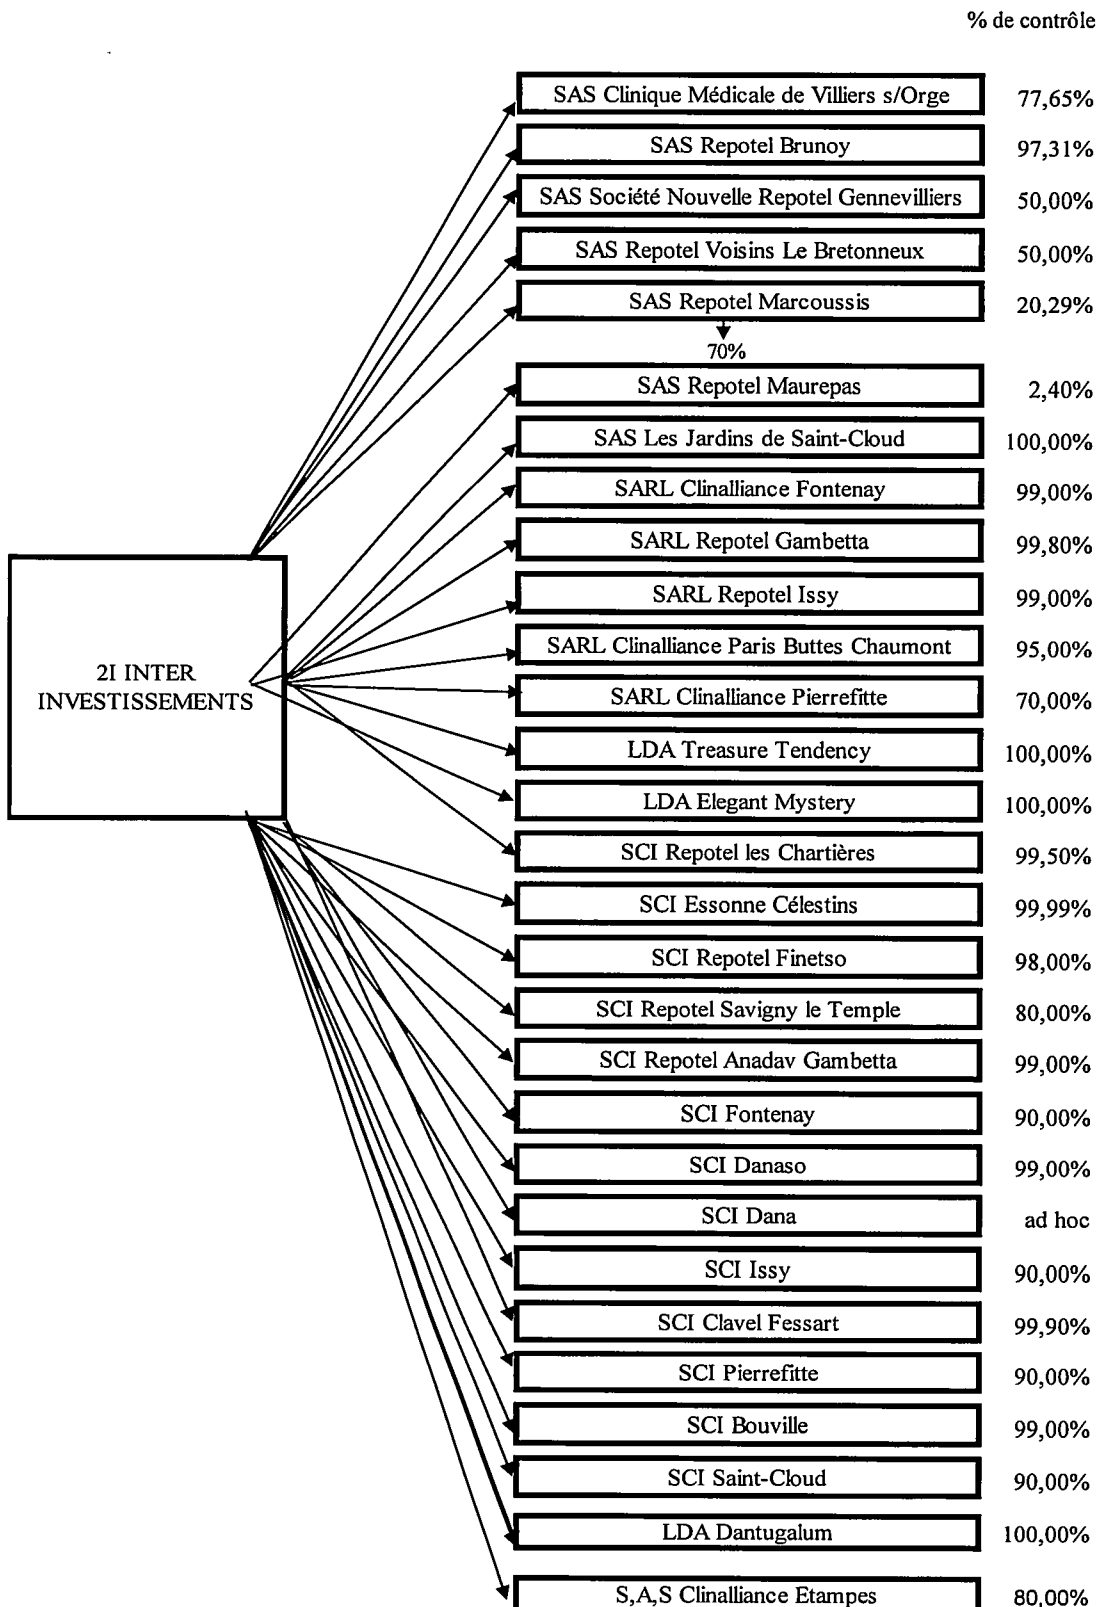 % de contrôle
SAS Clinique Médicale de Villiers s/Orge 77,65%
SAS Repotel Brunoy 97,31%
SAS Société Nouvelle Repotel Gennevilliers 50,00%
SAS Repotel Voisins Le Bretonneux 50,00%
SAS Repotel Marcoussis 20,29%
70%
SAS Repotel Maurepas 2,40%
SAS Les Jardins de Saint-Cloud 100,00%
SARL Clinalliance Fontenay 99,00%
SARL Repotel Gambetta 99,80%
SARL Repotel Issy 99,00%
SARL Clinalliance Paris Buttes Chaumont 95,00%
2I INTER
INVESTISSEMENTS
SARL Clinalliance Pierrefitte 70,00%
LDA Treasure Tendency 100,00%
LDA Elegant Mystery 100,00%
SCI Repotel les Chartières 99,50%
SCI Essonne Célestins 99,99%
SCI Repotel Finetso 98,00%
SCI Repotel Savigny le Temple 80,00%
SCI Repotel Anadav Gambetta 99,00%
SCI Fontenay 90,00%
SCI Danaso 99,00%
SCI Dana ad hoc
SCI Issy 90,00%
SCI Clavel Fessart 99,90%
SCI Pierrefitte 90,00%
SCI Bouville 99,00%
SCI Saint-Cloud 90,00%
LDA Dantugalum 100,00%
S,A,S Clinalliance Etampes 80,00%